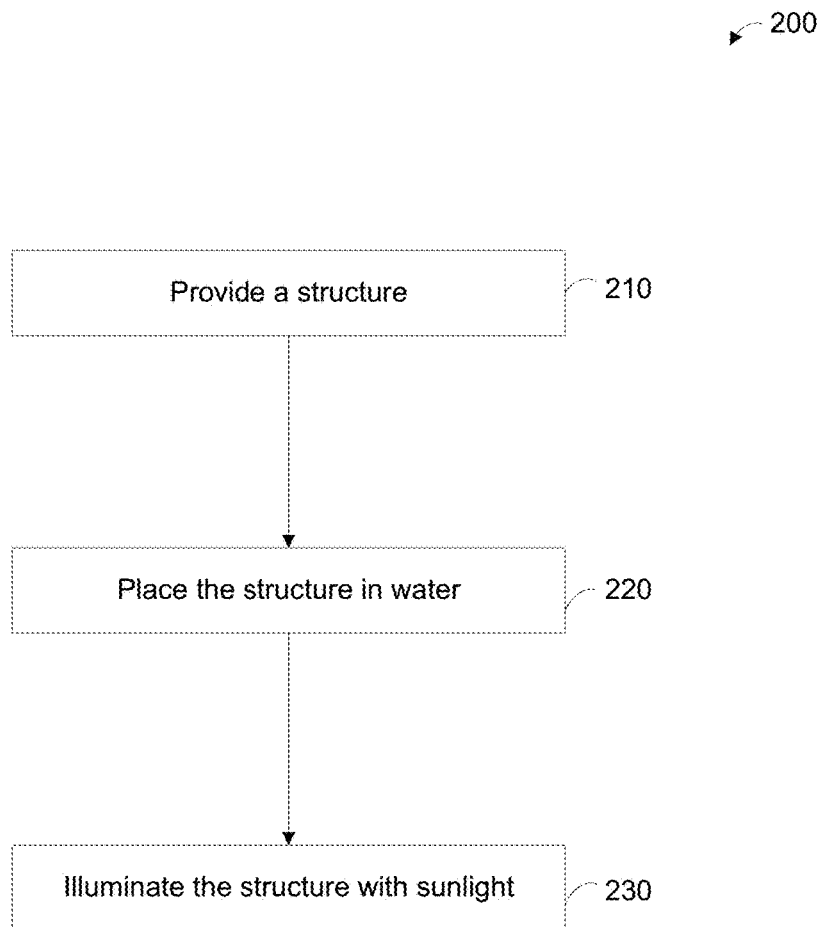 200
Provide a structure
210
Place the structure in water
220
Illuminate the structure with sunlight
230